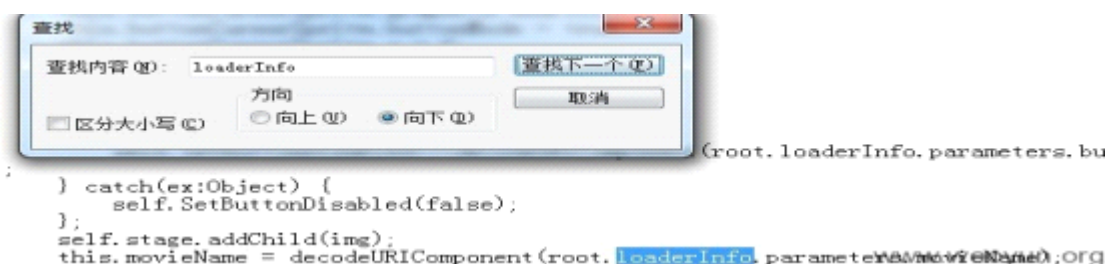 查找
查找内容(N): loaderInfo
查找下一个(F)
方向
取消
区分大小写(C)
向上(U)
向下(D)
(root.loaderInfo.parameters.bu
;
} catch(ex:Object) {
self.SetButtonDisabled(false);
};
self.stage.addChild(img);
this.movieName = decodeURIComponent(root.loaderInfo.parameters.movieName);